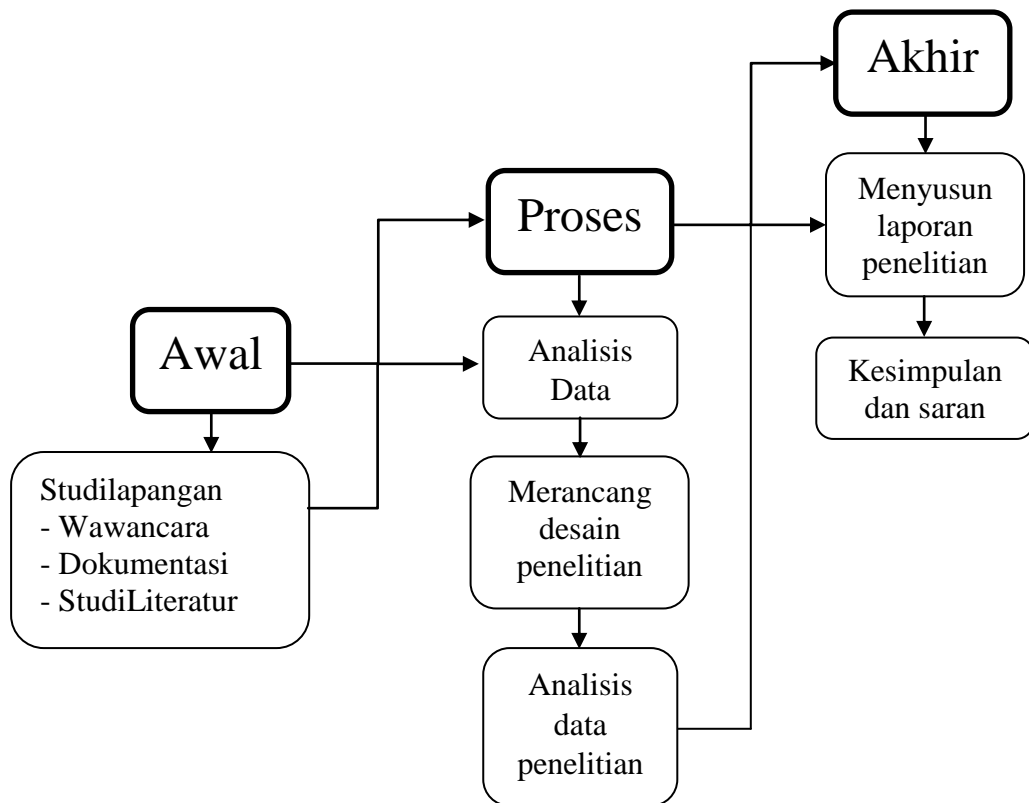 Awal
Studilapangan
- Wawancara
- Dokumentasi
- StudiLiteratur
Proses
Analisis
Data
Merancang
desain
penelitian
Analisis
data
penelitian
Akhir
Menyusun
laporan
penelitian
Kesimpulan
dan saran